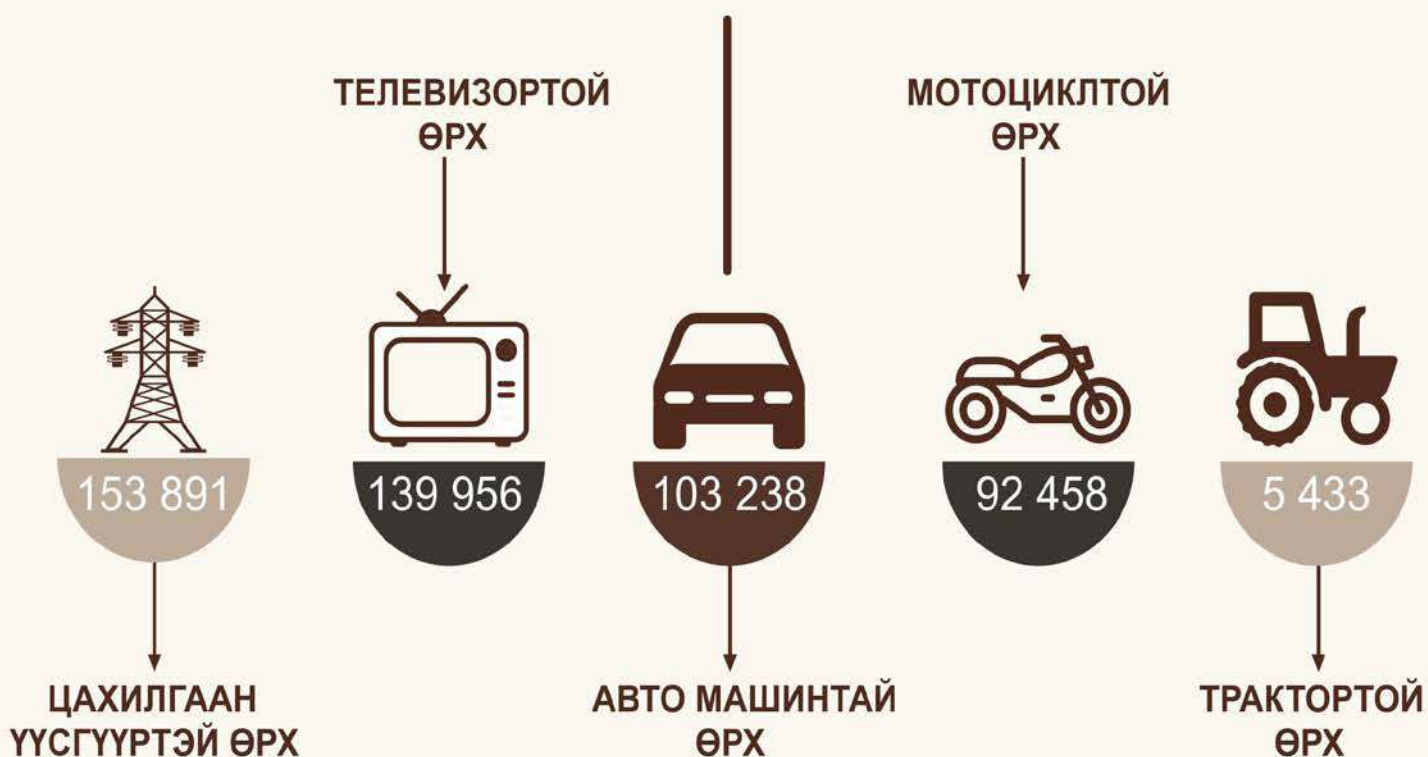 ТЕЛЕВИЗОРТОЙ
ӨРХ
МОТОЦИКЛТОЙ
ӨРХ
153 891
139 956
103 238
92 458
5 433
ЦАХИЛГААН
ҮҮСГҮҮРТЭЙ ӨРХ
АВТО МАШИНТАЙ
ӨРХ
ТРАКТОРТОЙ
ӨРХ